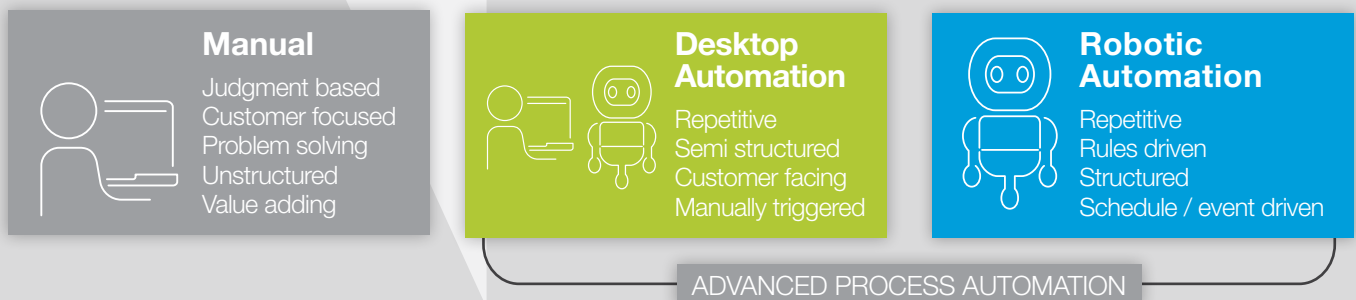 Manual
Judgment based
Customer focused
Problem solving
Unstructured
Value adding
Desktop
Automation
Repetitive
Semi structured
Customer facing
Manually triggered
Robotic
Automation
Repetitive
Rules driven
Structured
Schedule / event driven
ADVANCED PROCESS AUTOMATION